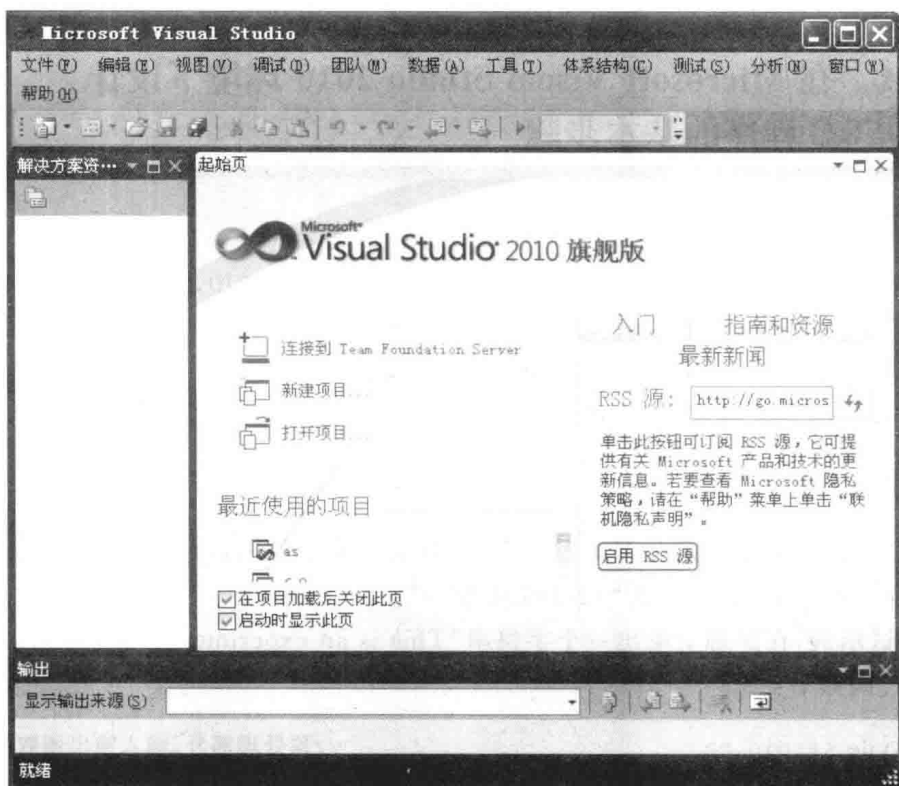 Microsoft Visual Studio
文件(F) 编辑(E) 视图(V) 调试(D) 团队(M) 数据(A) 工具(T) 体系结构(C) 测试(S) 分析(N) 窗口(W)
帮助(H)
解决方案资… 起始页
Microsoft
Visual Studio 2010 旗舰版
连接到 Team Foundation Server
新建项目...
打开项目...
最近使用的项目
as
在项目加载后关闭此页
启动时显示此页
入门 指南和资源
最新新闻
RSS 源: http://go.micros
单击此按钮可订阅 RSS 源，它可提
供有关 Microsoft 产品和技术的更
新信息。若要查看 Microsoft 隐私
策略，请在“帮助”菜单上单击“联
机隐私声明”。
启用 RSS 源
输出
显示输出来源(S):
就绪